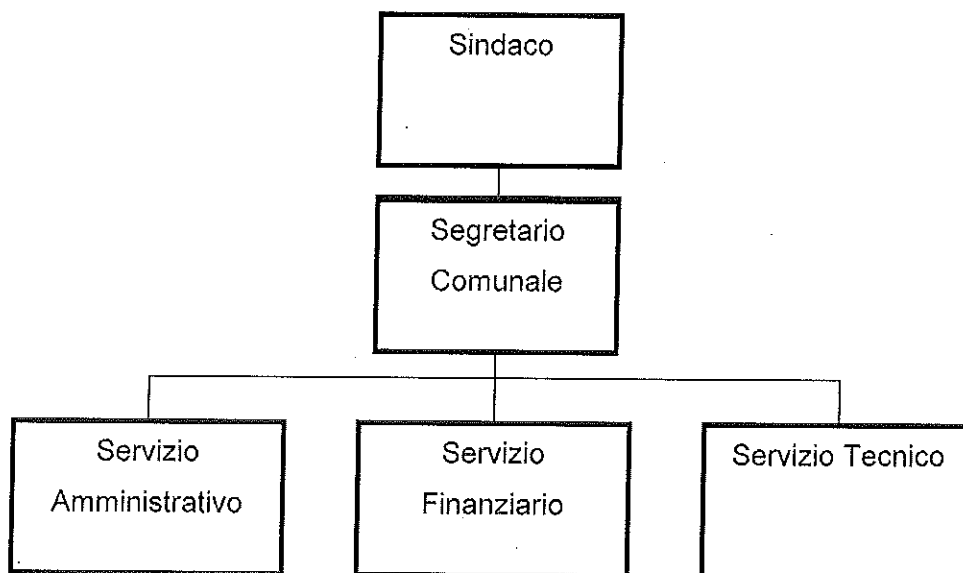 Sindaco
Segretario
Comunale
Servizio
Amministrativo
Servizio
Finanziario
Servizio Tecnico